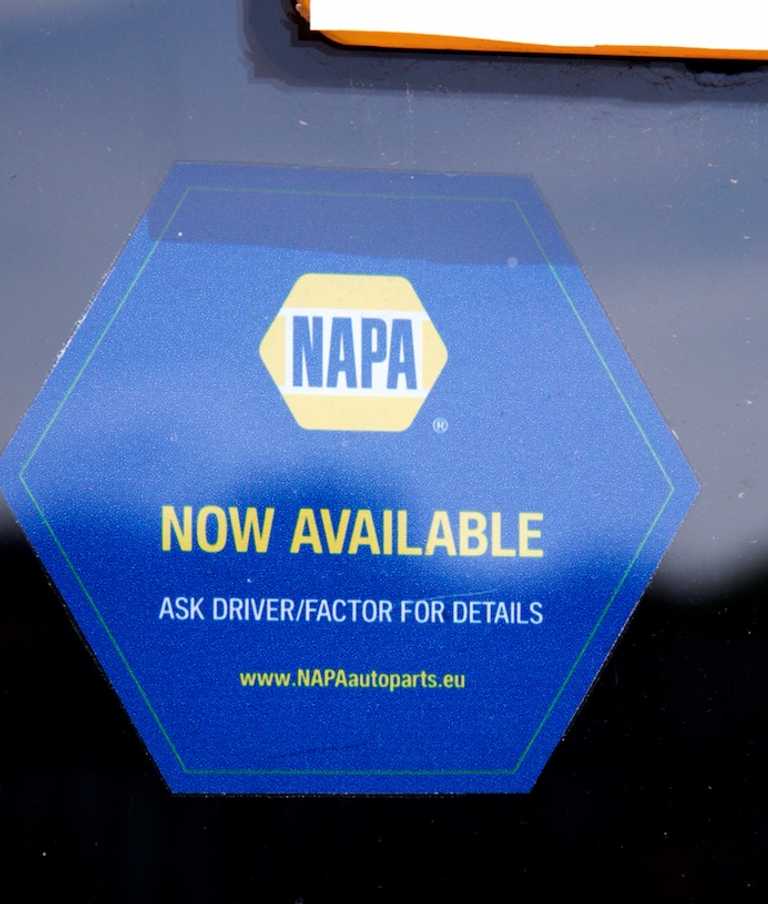 NAPA
®
NOW AVAILABLE
ASK DRIVER/FACTOR FOR DETAILS
www.NAPAautoparts.eu